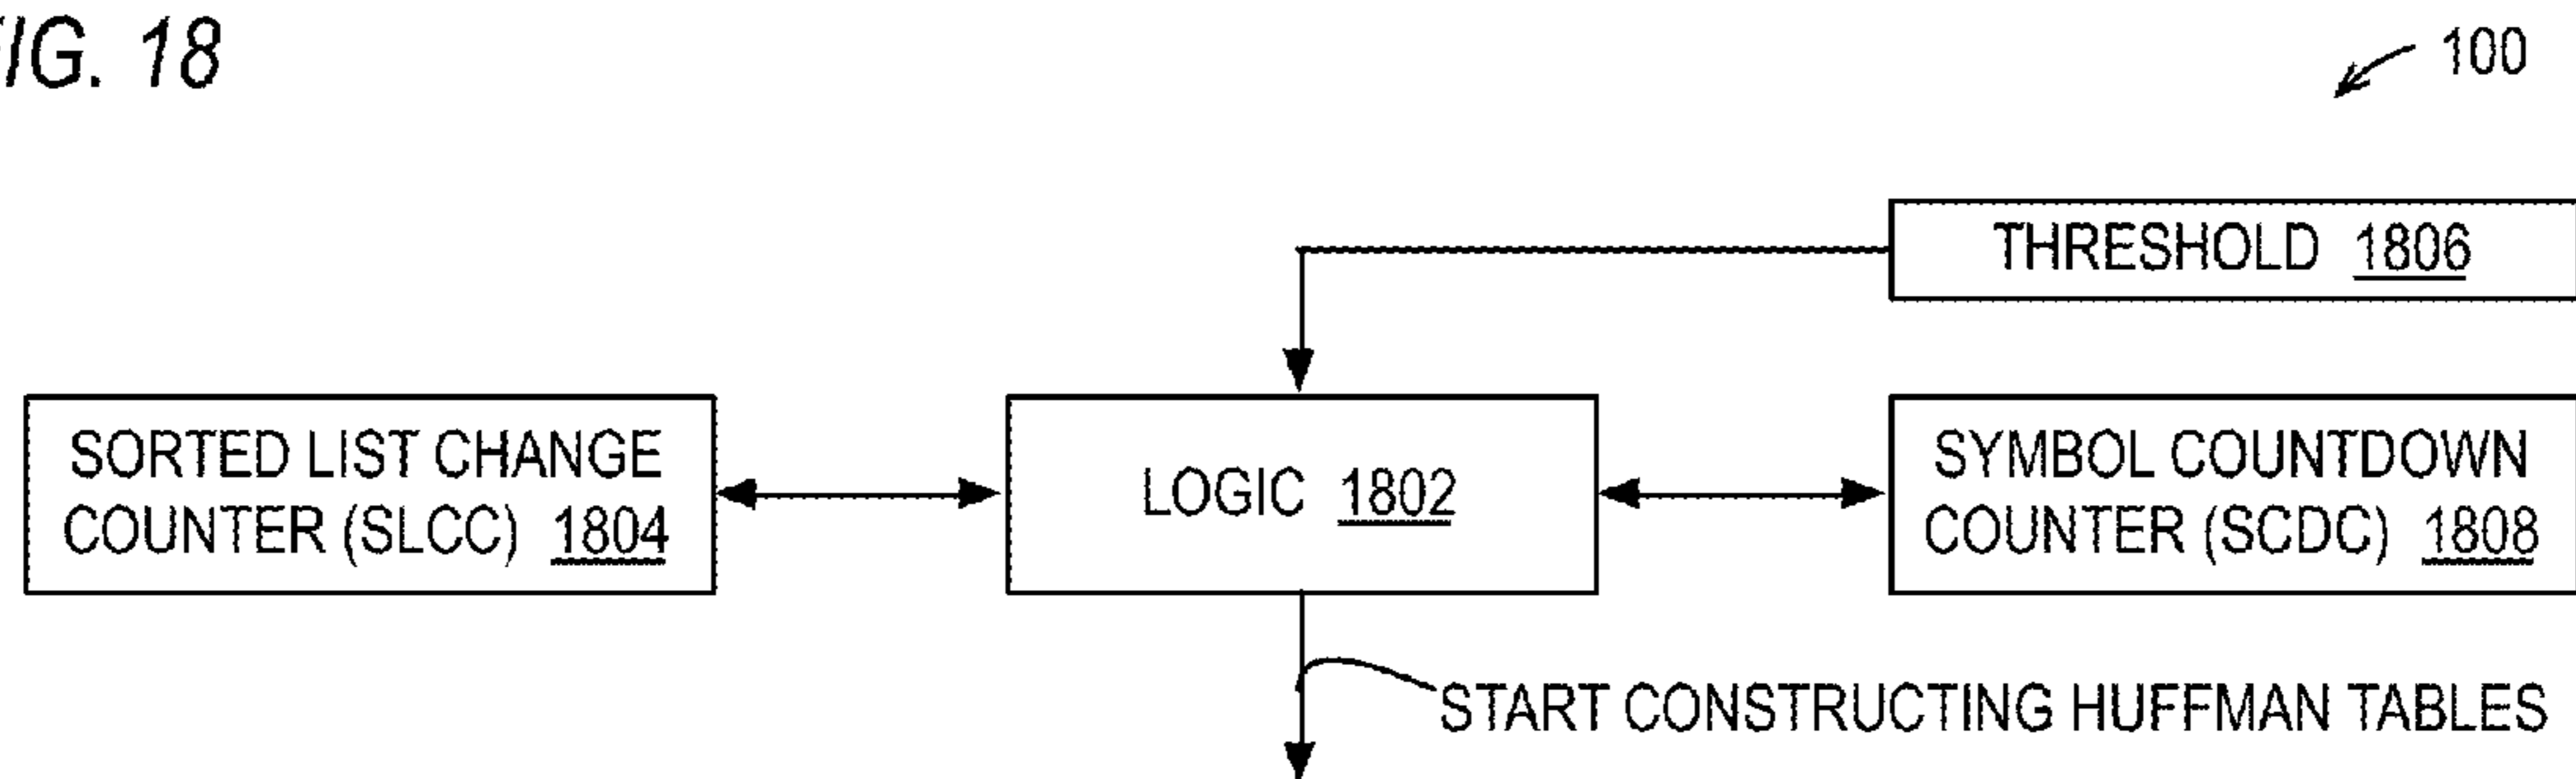 IG. 18
100
THRESHOLD 1806
SORTED LIST CHANGE
COUNTER (SLCC) 1804
LOGIC 1802
SYMBOL COUNTDOWN
COUNTER (SCDC) 1808
START CONSTRUCTING HUFFMAN TABLES